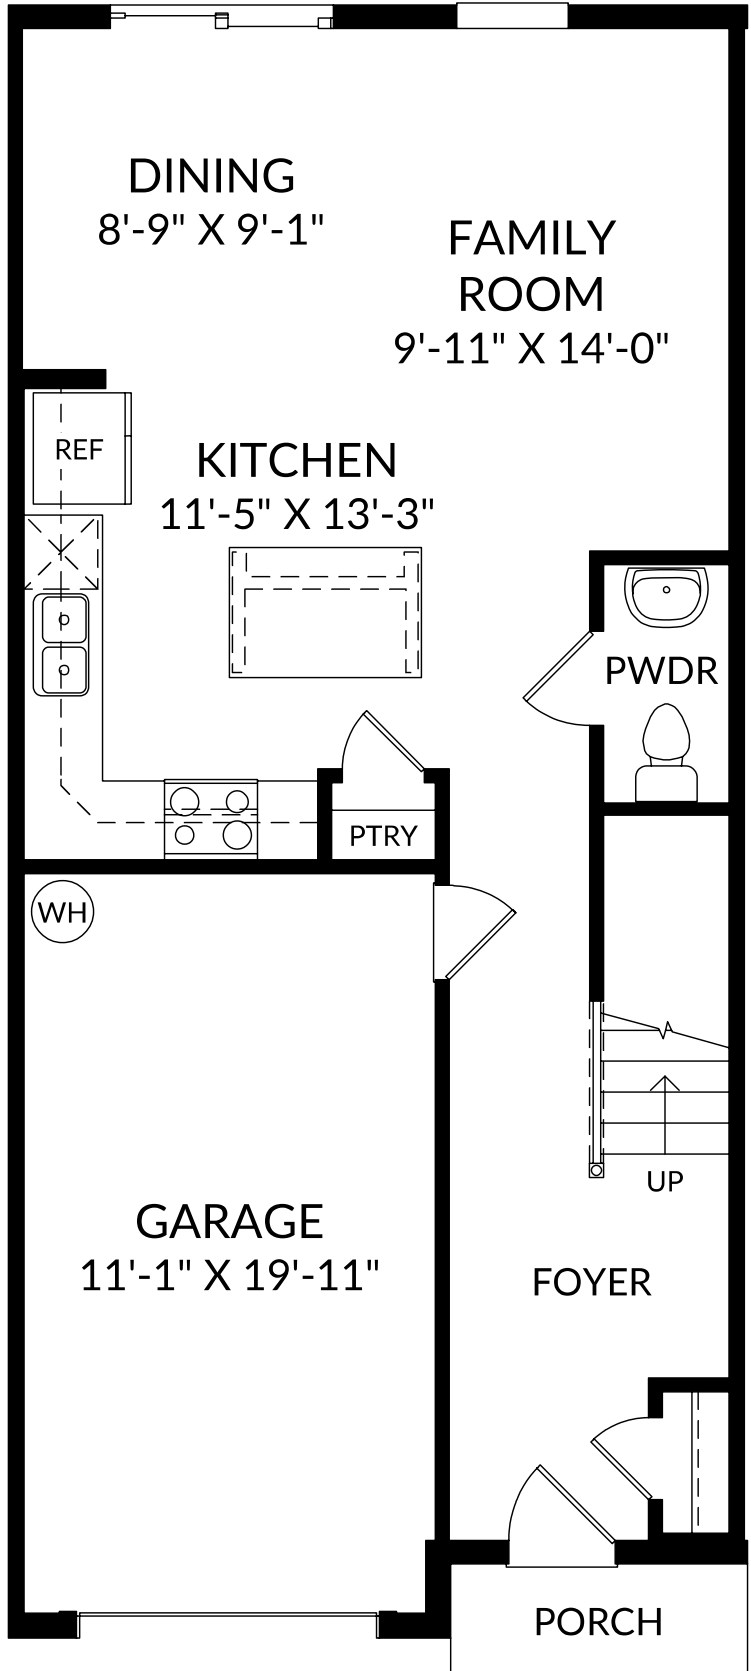 DINING
8'-9" X 9'-1"
FAMILY
ROOM
9'-11" X 14'-0"
REF
KITCHEN
11'-5" X 13'-3"
PWDR
PTRY
WH
UP
GARAGE
11'-1" X 19'-11"
FOYER
PORCH